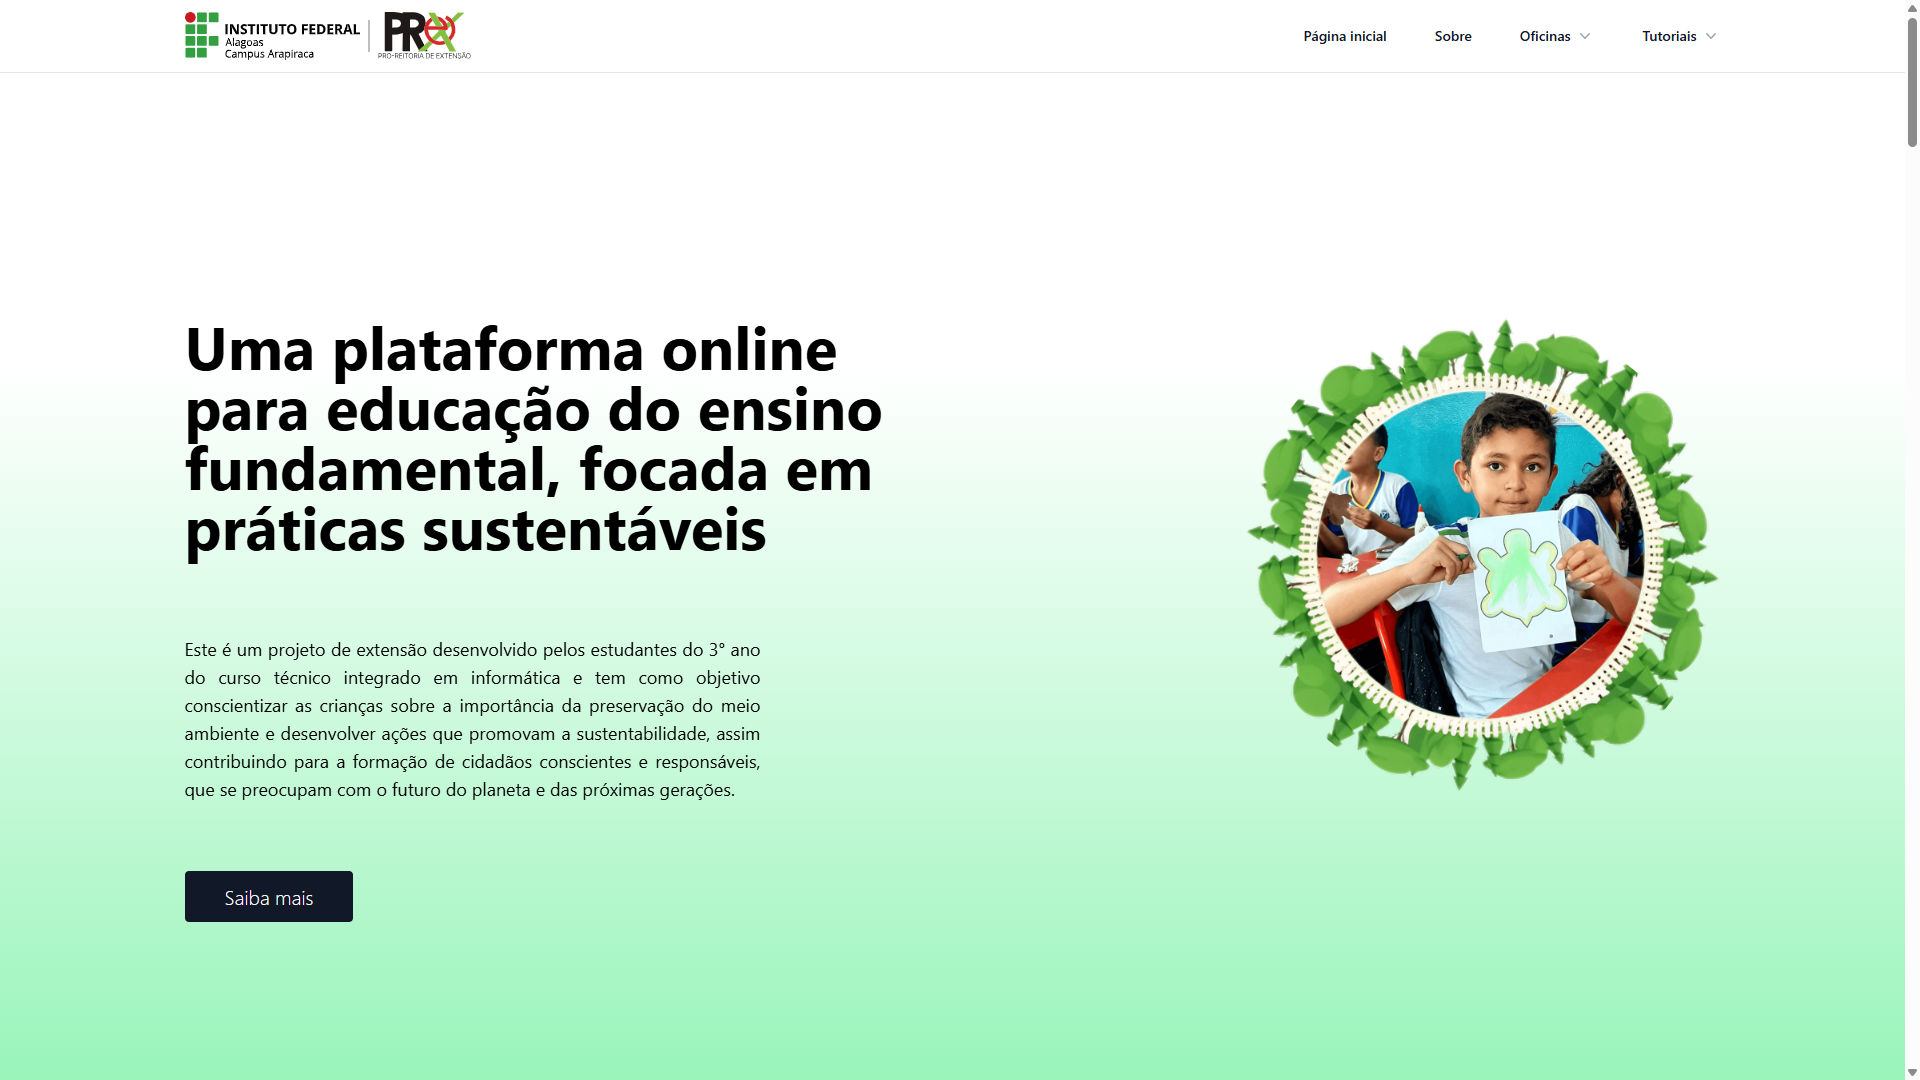 INSTITUTO FEDERAL
Alagoas
Campus Arapiraca
PROEX
PRÓ-REITORIA DE EXTENSÃO
Página inicial
Sobre
Oficinas
Tutoriais
Uma plataforma online
para educação do ensino
fundamental, focada em
práticas sustentáveis
Este é um projeto de extensão desenvolvido pelos estudantes do 3° ano
do curso técnico integrado em informática e tem como objetivo
conscientizar as crianças sobre a importância da preservação do meio
ambiente e desenvolver ações que promovam a sustentabilidade, assim
contribuindo para a formação de cidadãos conscientes e responsáveis,
que se preocupam com o futuro do planeta e das próximas gerações.
Saiba mais